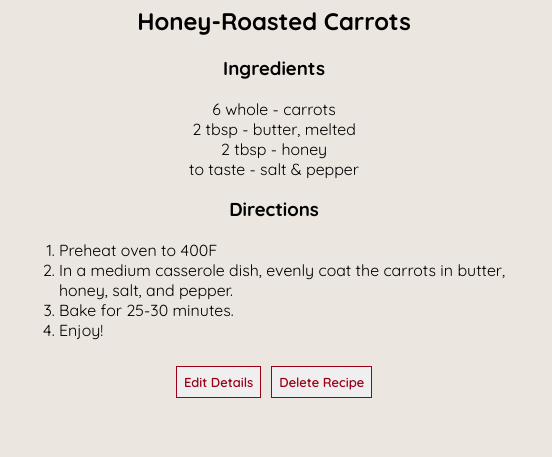 Honey-Roasted Carrots
Ingredients
6 whole - carrots
2 tbsp - butter, melted
2 tbsp - honey
to taste - salt & pepper
Directions
1. Preheat oven to 400F
2. In a medium casserole dish, evenly coat the carrots in butter,
honey, salt, and pepper.
3. Bake for 25-30 minutes.
4. Enjoy!
Edit Details Delete Recipe